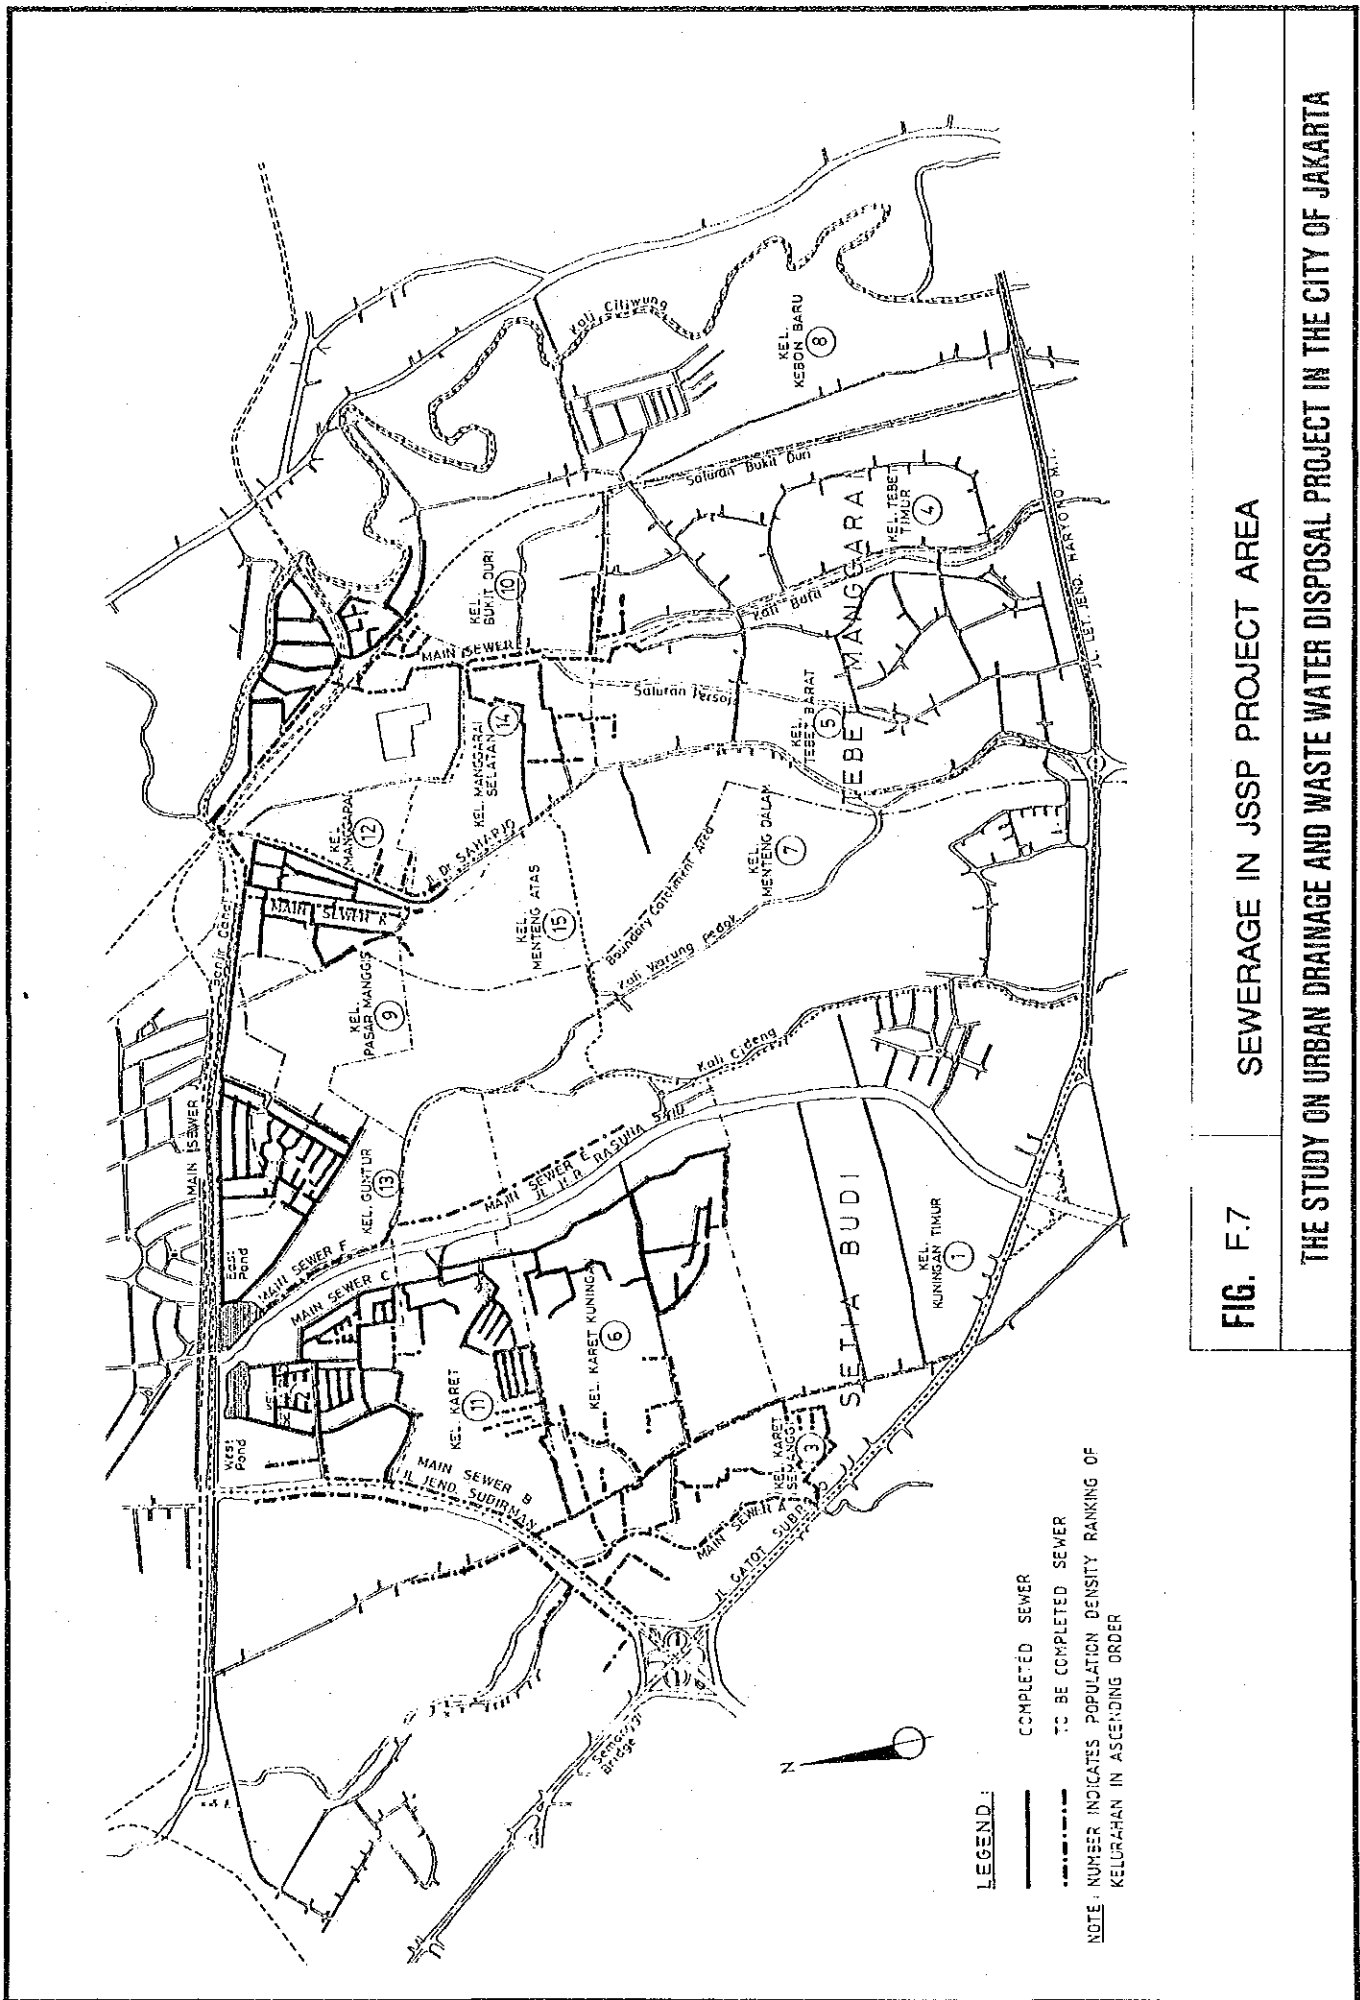 Banjir Canal
MAIN SEWER
East
Pond
West
Pond
MAIN SEWER F
MAIN SEWER C
KEL. GUNTUR
13
KEL.
PASAR MANGGIS
9
MAIN SEWER K
KEL.
MANGGARAI
12
JL Dr. SAHARJO
KEL. MANGGARAI
SELATAN
14
MAIN SEWER
KEL.
BUKIT DURI
10
Kali Ciliwung
KEL.
MENTENG ATAS
15
Boundary Catchment Area
Kali Warung Pedok
Kali Cideng
MAIN SEWER E
JL. H.R. RASUNA
KEL. KARET
11
MAIN SEWER B
JL JEND. SUDIRMAN
KEL. KARET KUNINGAN
6
MAIN SEWER A
KEL. KARET
SEMANGGI
3
JL GATOT SUBR
Semanggi
Bridge
SETIA BUDI
KEL.
KUNINGAN TIMUR
1
KEL.
MENTENG DALAM
7
KEL.
TEBET BARAT
5
TEBET MANGGARAI
KEL. TEBET
TIMUR
4
Kali Baru
Saluran Bukit Duri
KEL.
KEBON BARU
8
JL LET. JEND. HARYONO M.T.
N
LEGEND :
COMPLETED SEWER
TO BE COMPLETED SEWER
NOTE : NUMBER INDICATES POPULATION DENSITY RANKING OF
KELURAHAN IN ASCENDING ORDER
FIG. F.7
SEWERAGE IN JSSP PROJECT AREA
THE STUDY ON URBAN DRAINAGE AND WASTE WATER DISPOSAL PROJECT IN THE CITY OF JAKARTA